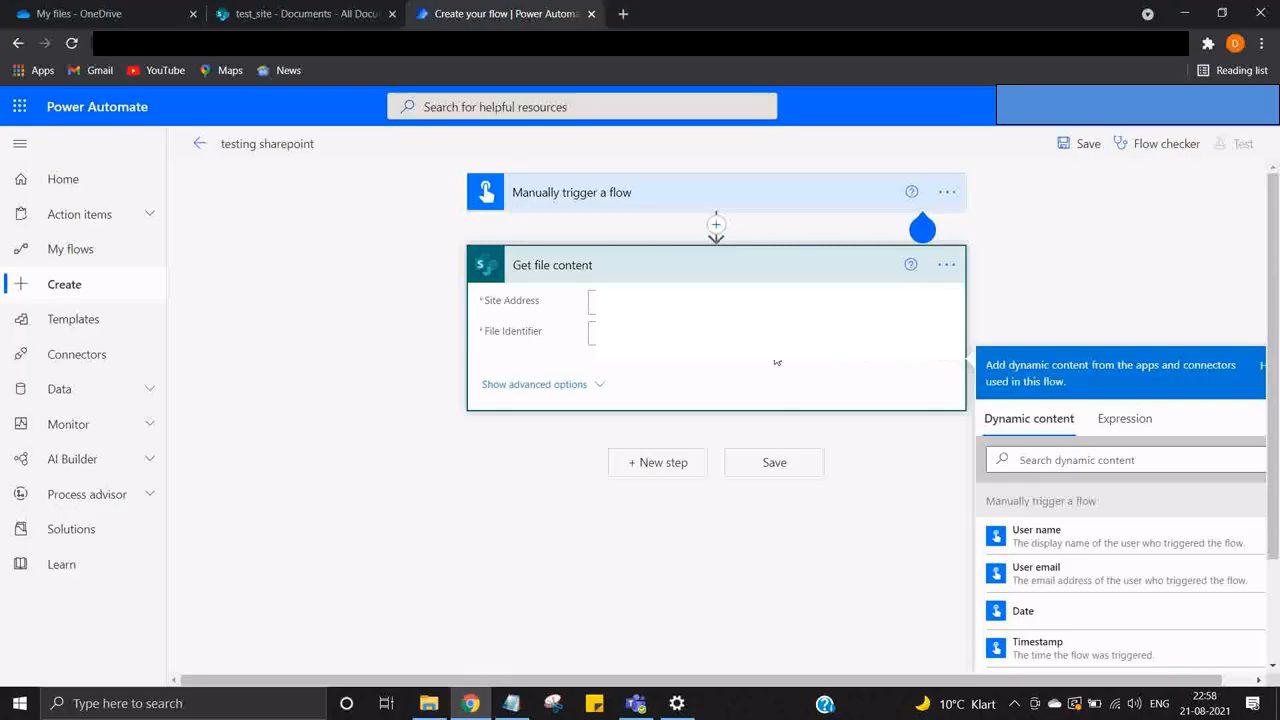 My files - OneDrive
test_site - Documents - All Docu
Create your flow | Power Automa
Apps
Gmail
YouTube
Maps
News
Reading list
D
Power Automate
Search for helpful resources
testing sharepoint
Save
Flow checker
Test
Home
Action items
My flows
Create
Templates
Connectors
Data
Monitor
AI Builder
Process advisor
Solutions
Learn
Manually trigger a flow
S
Get file content
*Site Address
*File Identifier
Show advanced options
+ New step
Save
Add dynamic content from the apps and connectors
used in this flow.
Dynamic content
Expression
Search dynamic content
Manually trigger a flow
User name
The display name of the user who triggered the flow.
User email
The email address of the user who triggered the flow.
Date
Timestamp
The time the flow was triggered.
Type here to search
10°C Klart
ENG
22:58
21-08-2021